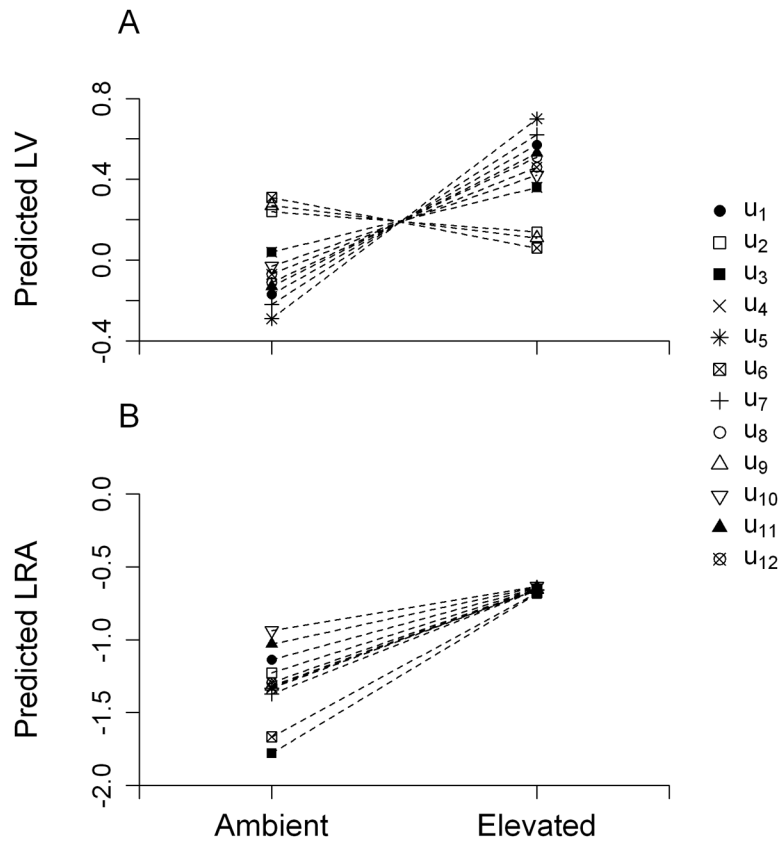 A
Predicted LV
0.8
0.4
0.0
-0.4
B
Predicted LRA
0.0
-0.5
-1.0
-1.5
-2.0
Ambient
Elevated
u1
u2
u3
u4
u5
u6
u7
u8
u9
u10
u11
u12